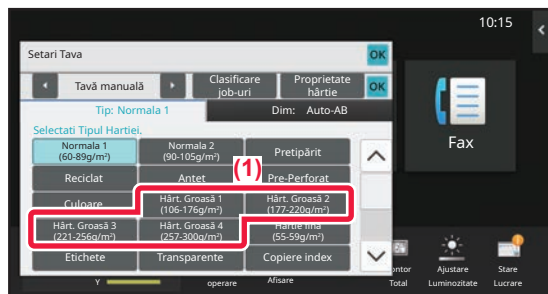 10:15
Setari Tava
OK
Tavă manuală
Clasificare
job-uri
Proprietate
hârtie
OK
Tip: Normala 1
Dim: Auto-AB
Selectati Tipul Hartiei.
Normala 1
(60-89g/m²)
Normala 2
(90-105g/m²)
Pretipărit
Reciclat
Antet
Pre-Perforat
(1)
Culoare
Hârt. Groasă 1
(106-176g/m²)
Hârt. Groasă 2
(177-220g/m²)
Hârt. Groasă 3
(221-256g/m²)
Hârt. Groasă 4
(257-300g/m²)
Hârtie fină
(55-59g/m²)
Etichete
Transparente
Copiere index
Fax
Y
operare
Afisare
ontor
Total
Ajustare
Luminozitate
Stare
Lucrare